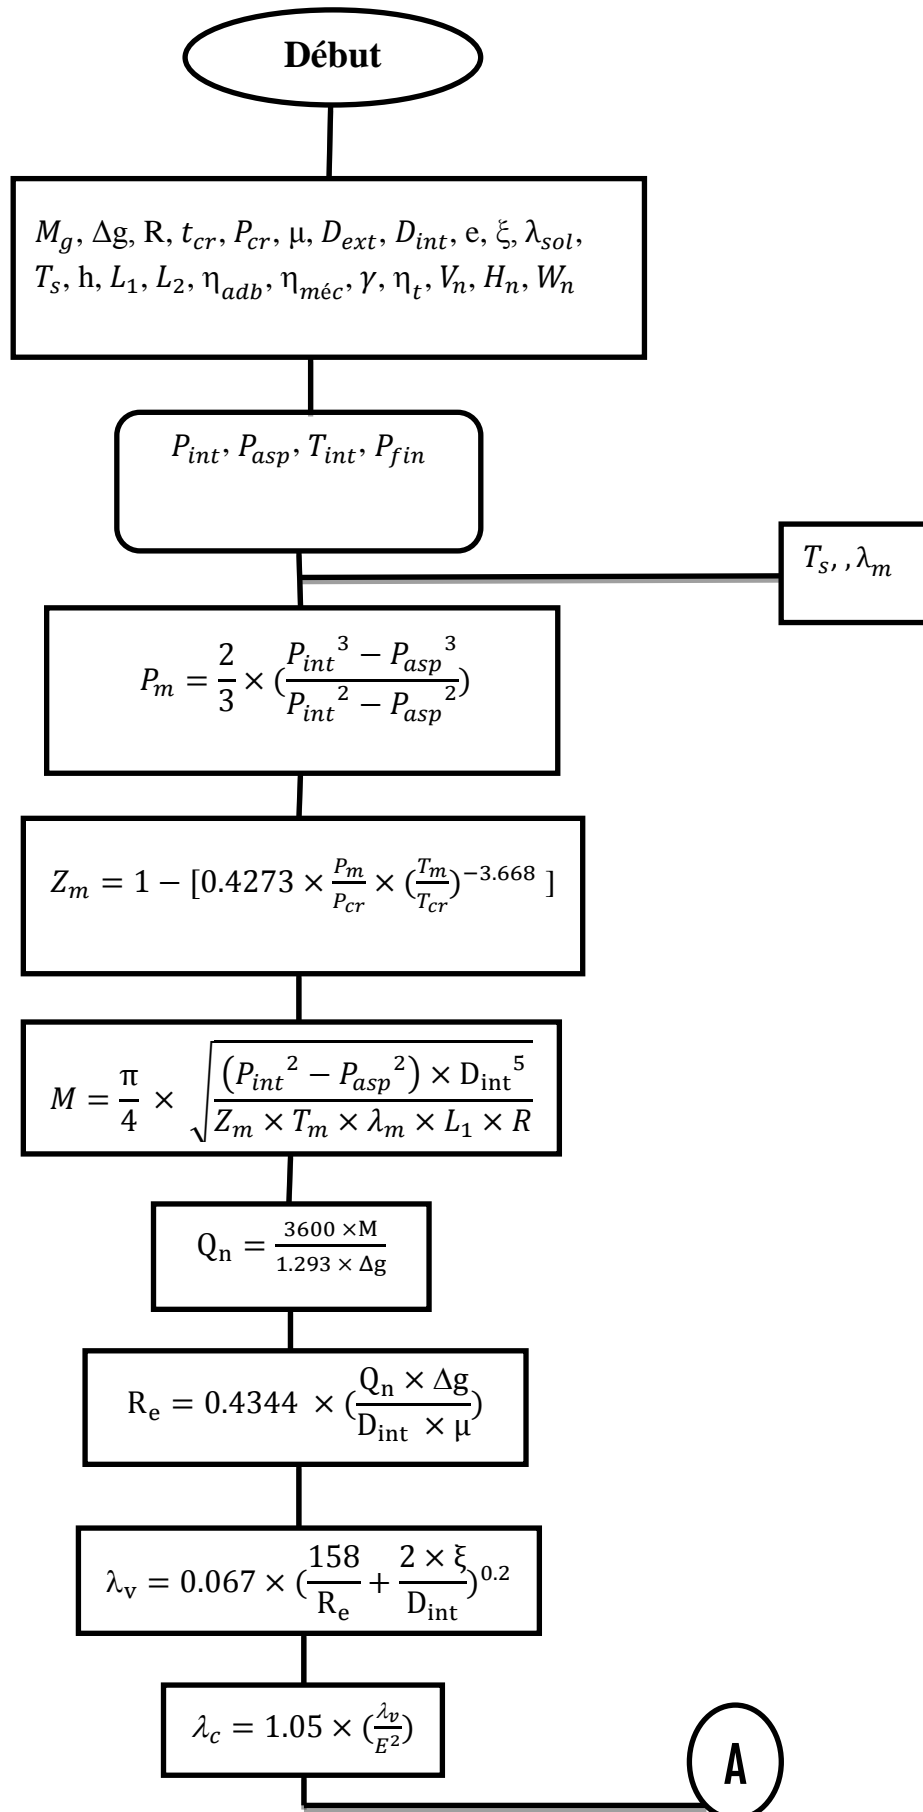 Début
M_g, Δg, R, t_cr, P_cr, μ, D_ext, D_int, e, ξ, λ_sol,
T_s, h, L_1, L_2, η_adb, η_méc, γ, η_t, V_n, H_n, W_n
P_int, P_asp, T_int, P_fin
T_s, , λ_m
P_m = 2/3 × (P_int^3 − P_asp^3 / P_int^2 − P_asp^2)
Z_m = 1 − [0.4273 × P_m/P_cr × (T_m/T_cr)^−3.668 ]
M = π/4 × √((P_int^2 − P_asp^2) × D_int^5 / Z_m × T_m × λ_m × L_1 × R)
Q_n = 3600 ×M / 1.293 × Δg
R_e = 0.4344 × (Q_n × Δg / D_int × μ)
λ_v = 0.067 × (158/R_e + 2 × ξ/D_int)^0.2
λ_c = 1.05 × (λ_v/E^2)
A